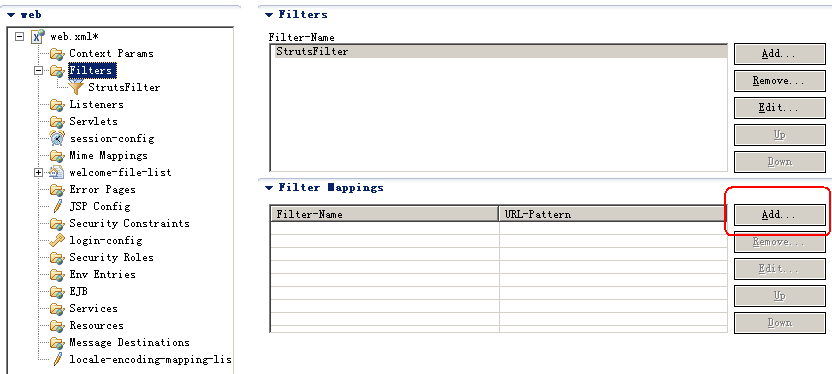 web
web.xml*
Context Params
Filters
StrutsFilter
Listeners
Servlets
session-config
Mime Mappings
welcome-file-list
Error Pages
JSP Config
Security Constraints
login-config
Security Roles
Env Entries
EJB
Services
Resources
Message Destinations
locale-encoding-mapping-lis
Filters
Filter-Name
StrutsFilter
Add...
Remove...
Edit...
Up
Down
Filter Mappings
Filter-Name URL-Pattern
Add...
Remove...
Edit...
Up
Down